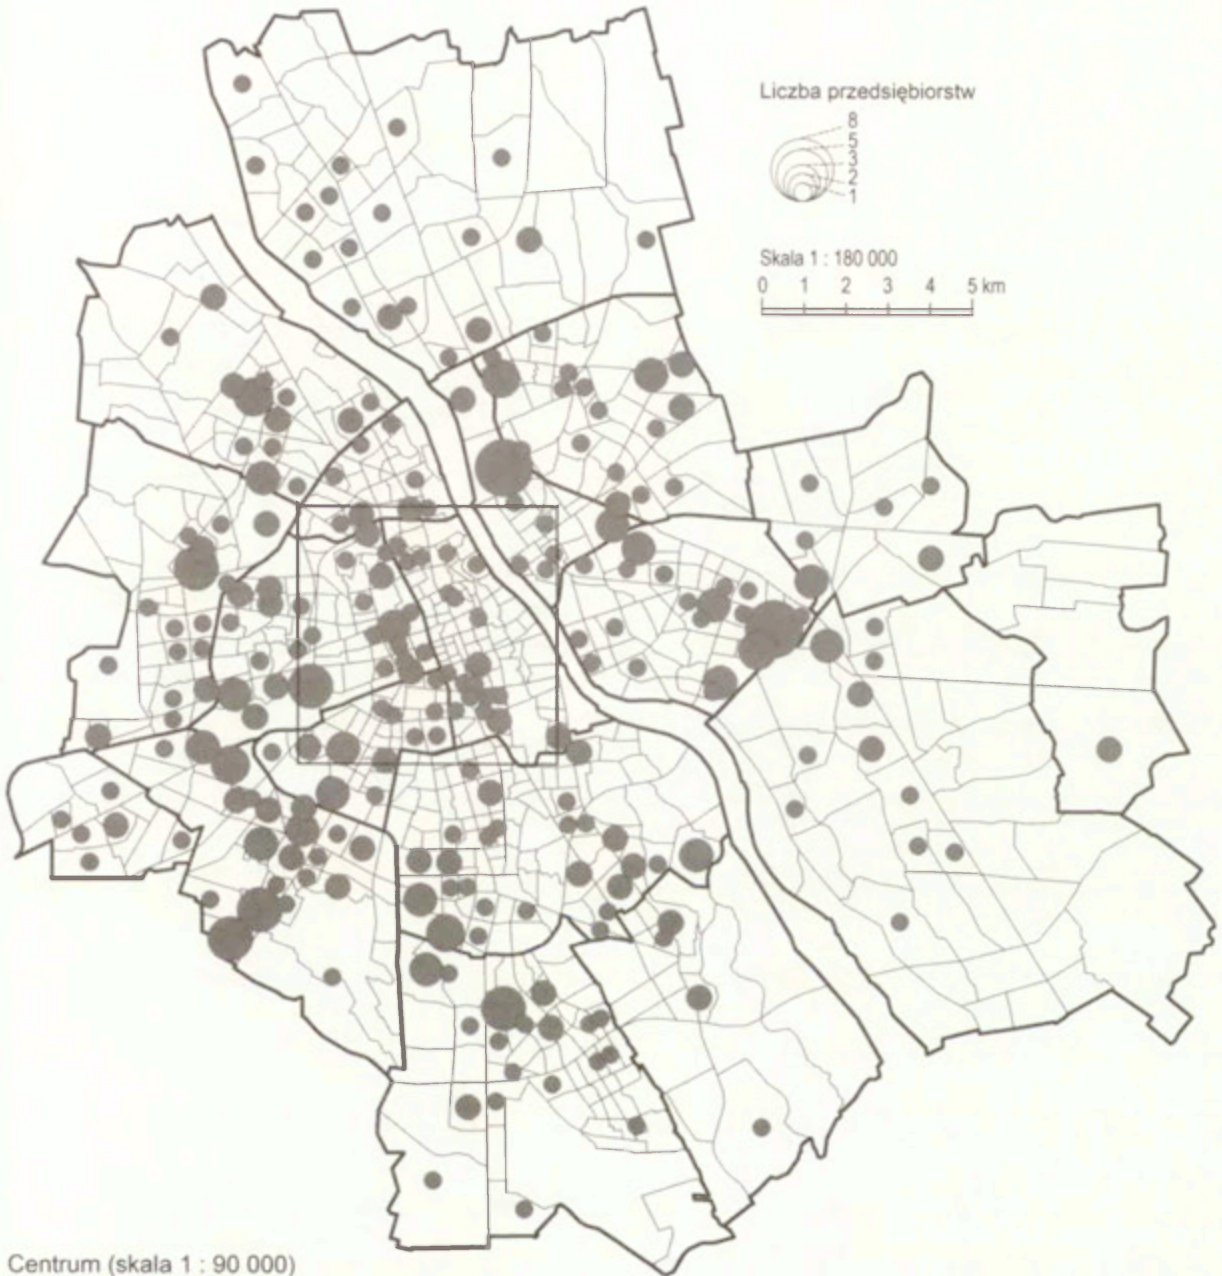 Liczba przedsiębiorstw
8
5
3
2
1
Skala 1 : 180 000
0 1 2 3 4 5 km
Centrum (skala 1 : 90 000)